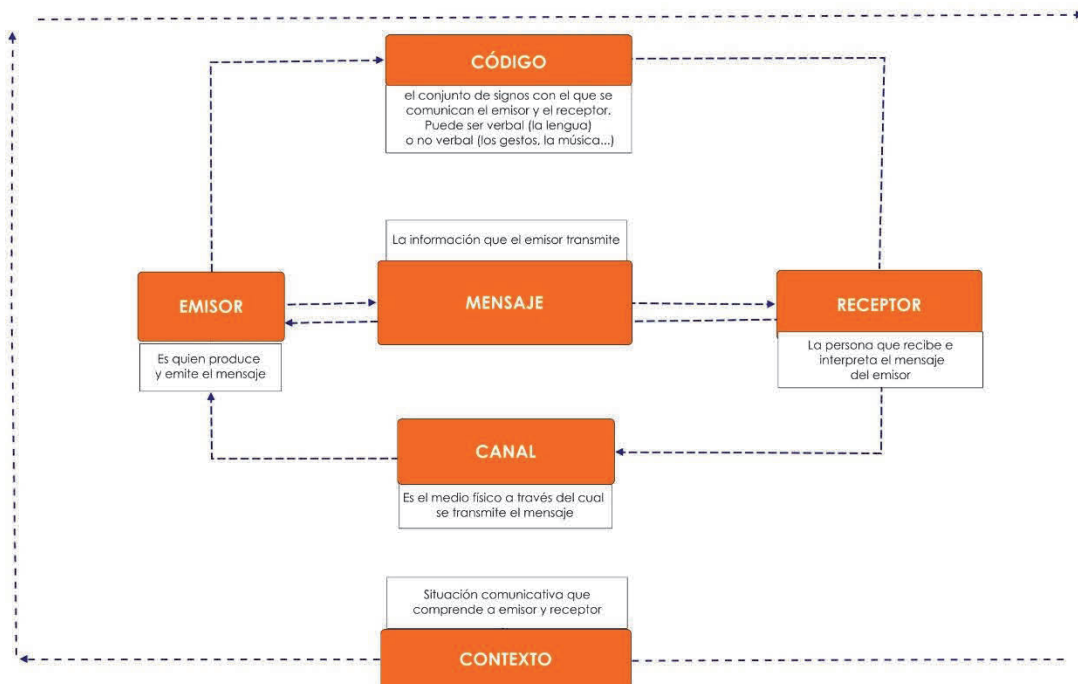 CÓDIGO
el conjunto de signos con el que se
comunican el emisor y el receptor.
Puede ser verbal (la lengua)
o no verbal (los gestos, la música...)
La información que el emisor transmite
MENSAJE
EMISOR
Es quien produce
y emite el mensaje
RECEPTOR
La persona que recibe e
interpreta el mensaje
del emisor
CANAL
Es el medio físico a través del cual
se transmite el mensaje
Situación comunicativa que
comprende a emisor y receptor
CONTEXTO